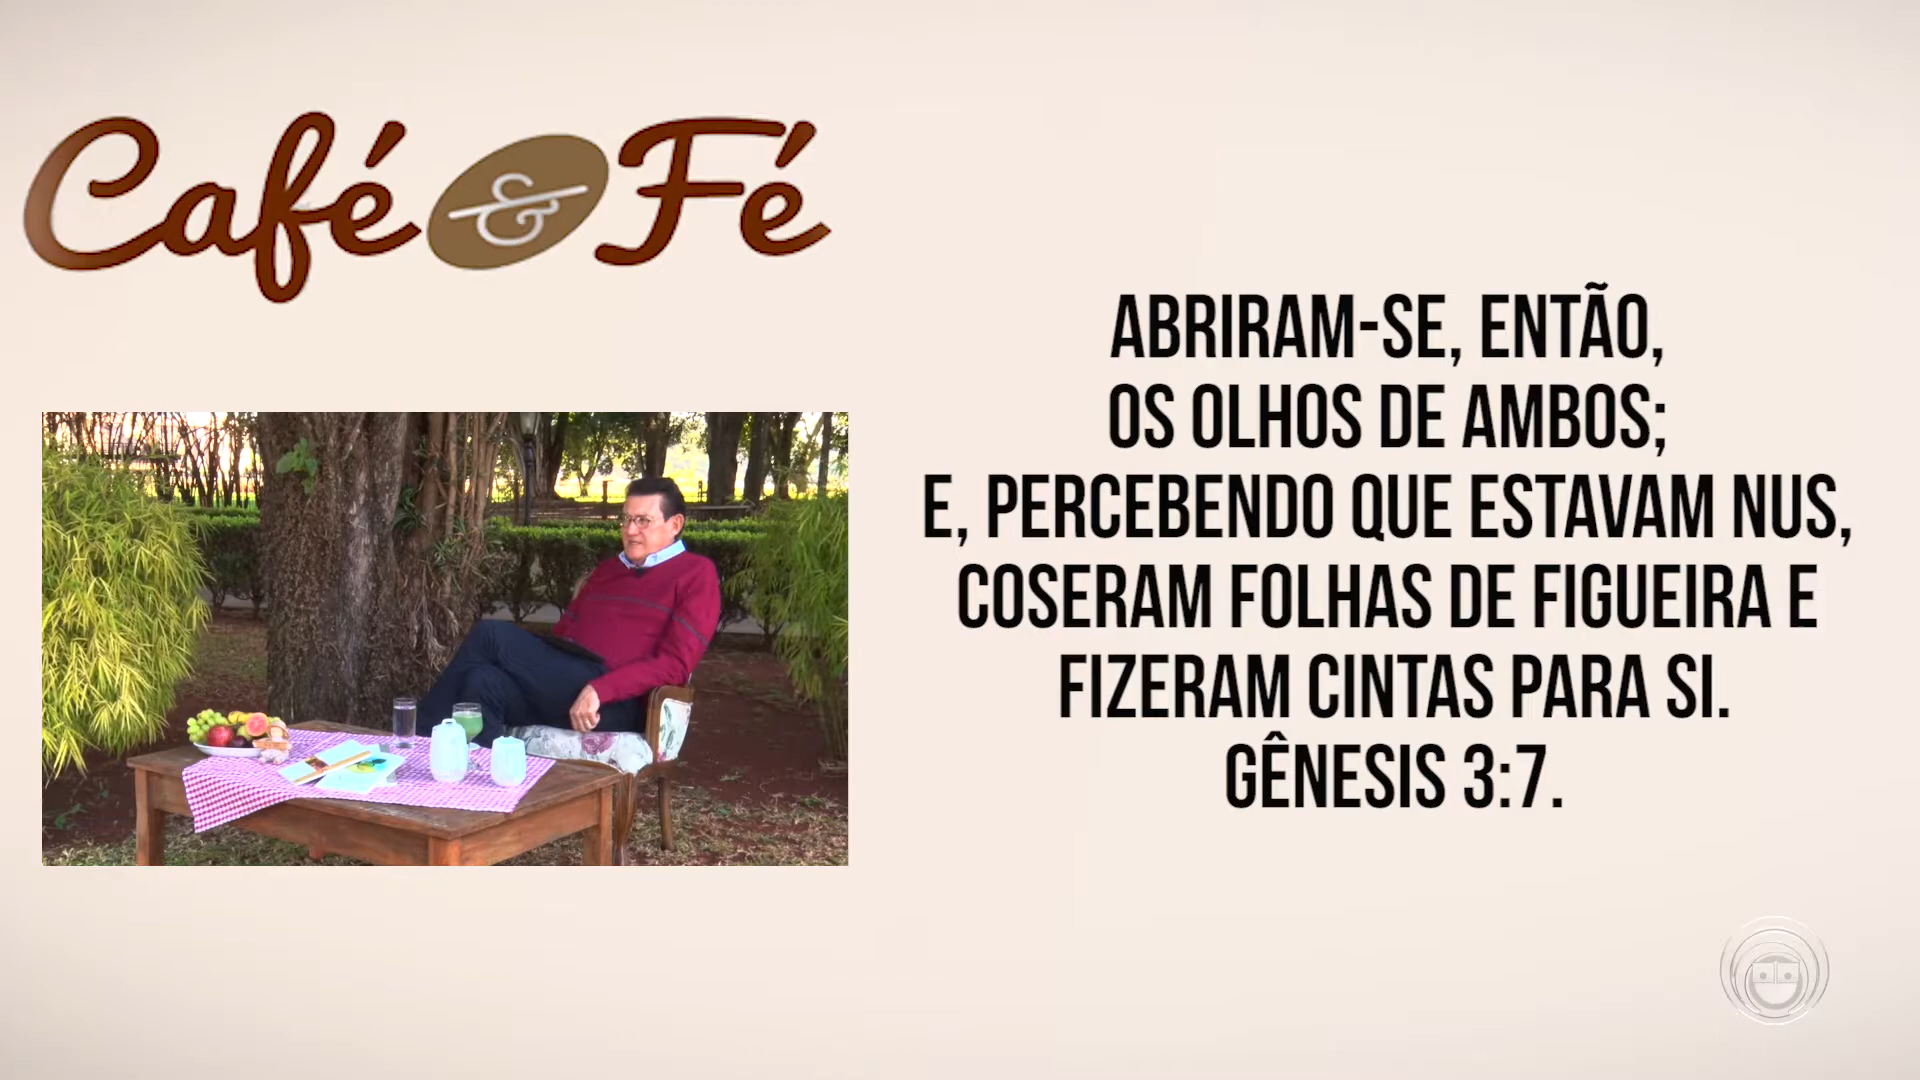 Café & Fé
ABRIRAM-SE, ENTÃO,
OS OLHOS DE AMBOS;
E, PERCEBENDO QUE ESTAVAM NUS,
COSERAM FOLHAS DE FIGUEIRA E
FIZERAM CINTAS PARA SI.
GÊNESIS 3:7.